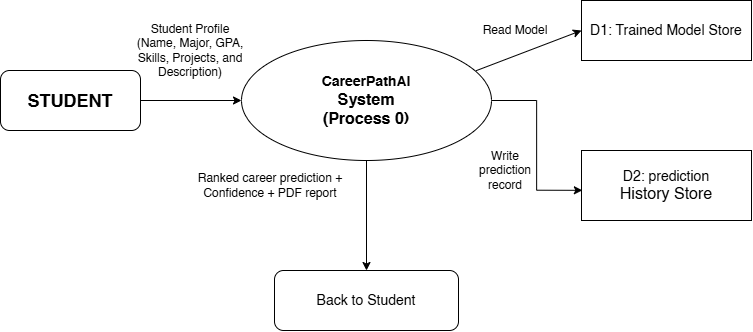 Student Profile
(Name, Major, GPA,
Skills, Projects, and
Description)
STUDENT
CareerPathAI
System
(Process 0)
Read Model
D1: Trained Model Store
Write
prediction
record
D2: prediction
History Store
Ranked career prediction +
Confidence + PDF report
Back to Student